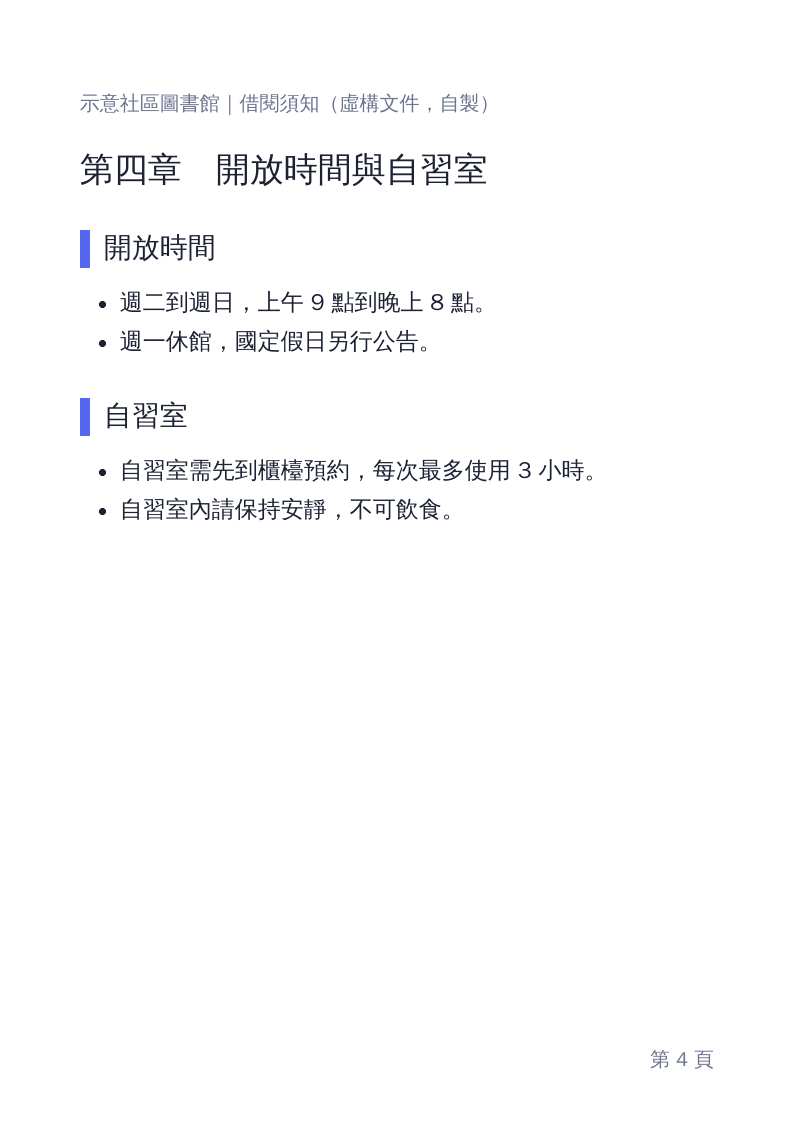 示意社區圖書館｜借閱須知（虛構文件，自製）
第四章　開放時間與自習室
開放時間
• 週二到週日，上午 9 點到晚上 8 點。
• 週一休館，國定假日另行公告。
自習室
• 自習室需先到櫃檯預約，每次最多使用 3 小時。
• 自習室內請保持安靜，不可飲食。
第 4 頁